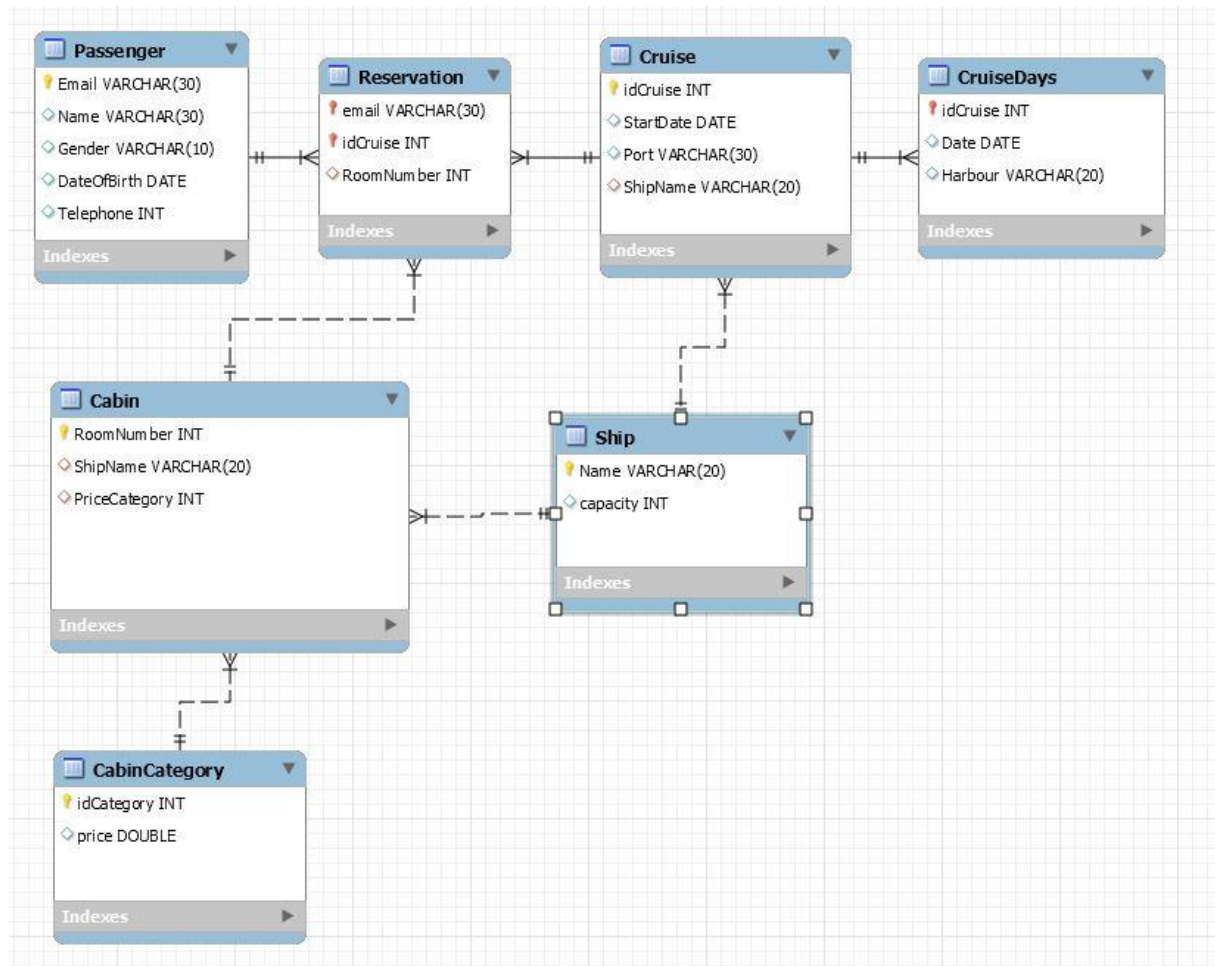 Passenger
Email VARCHAR(30)
Name VARCHAR(30)
Gender VARCHAR(10)
DateOfBirth DATE
Telephone INT
Indexes
Reservation
email VARCHAR(30)
idCruise INT
RoomNumber INT
Indexes
Cruise
idCruise INT
StartDate DATE
Port VARCHAR(30)
ShipName VARCHAR(20)
Indexes
CruiseDays
idCruise INT
Date DATE
Harbour VARCHAR(20)
Indexes
Cabin
RoomNumber INT
ShipName VARCHAR(20)
PriceCategory INT
Indexes
Ship
Name VARCHAR(20)
capacity INT
Indexes
CabinCategory
idCategory INT
price DOUBLE
Indexes